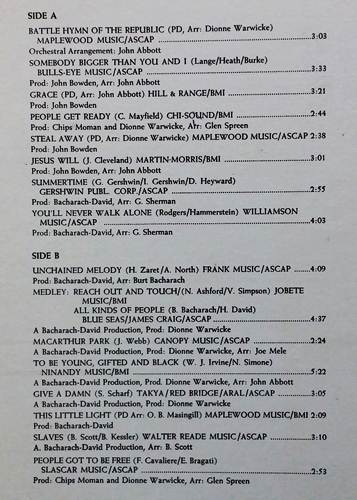 SIDE A
BATTLE HYMN OF THE REPUBLIC (PD, Arr: Dionne Warwicke)
MAPLEWOOD MUSIC/ASCAP ...3:03
Orchestral Arrangement: John Abbott
SOMEBODY BIGGER THAN YOU AND I (Lange/Heath/Burke)
BULLS-EYE MUSIC/ASCAP ...3:33
Prod: John Bowden, Arr: John Abbott
GRACE (PD, Arr: John Abbott) HILL & RANGE/BMI ...3:21
Prod: John Bowden
PEOPLE GET READY (C. Mayfield) CHI-SOUND/BMI ...2:44
Prod: Chips Moman and Dionne Warwicke, Arr: Glen Spreen
STEAL AWAY (PD, Arr: Dionne Warwicke) MAPLEWOOD MUSIC/ASCAP 2:38
Prod: John Bowden
JESUS WILL (J. Cleveland) MARTIN-MORRIS/BMI ...3:01
Prod: John Bowden, Arr: John Abbott
SUMMERTIME (G. Gershwin/I. Gershwin/D. Heyward)
GERSHWIN PUBL. CORP./ASCAP ...2:55
Prod: Bacharach-David, Arr: G. Sherman
YOU'LL NEVER WALK ALONE (Rodgers/Hammerstein) WILLIAMSON
MUSIC/ASCAP ...4:03
Prod: Bacharach-David, Arr: G. Sherman
SIDE B
UNCHAINED MELODY (H. Zaret/A. North) FRANK MUSIC/ASCAP ...4:09
Prod: Bacharach-David, Arr: Burt Bacharach
MEDLEY: REACH OUT AND TOUCH/(N. Ashford/V. Simpson) JOBETE
MUSIC/BMI
ALL KINDS OF PEOPLE (B. Bacharach/H. David)
BLUE SEAS/JAMES CRAIG/ASCAP ...4:37
A Bacharach-David Production, Prod: Dionne Warwicke
MACARTHUR PARK (J. Webb) CANOPY MUSIC/ASCAP ...2:24
A Bacharach-David Production, Prod: Dionne Warwicke, Arr: Joe Mele
TO BE YOUNG, GIFTED AND BLACK (W. J. Irvine/N. Simone)
NINANDY MUSIC/BMI ...5:22
A Bacharach-David Production, Prod. Dionne Warwicke, Arr: John Abbott
GIVE A DAMN (S. Scharf) TAKYA/RED BRIDGE/ARAL/ASCAP ...3:05
A Bacharach-David Production, Prod: Dionne Warwicke
THIS LITTLE LIGHT (PD Arr: O. B. Masingill) MAPLEWOOD MUSIC/BMI 2:09
Prod: Bacharach-David
SLAVES (B. Scott/B. Kessler) WALTER READE MUSIC/ASCAP ...3:10
A. Bacharach-David Production, Arr: B. Scott
PEOPLE GOT TO BE FREE (F. Cavaliere/E. Bragati)
SLASCAR MUSIC/ASCAP ...2:53
Prod: Chips Moman and Dionne Warwicke, Arr: Glen Spreen